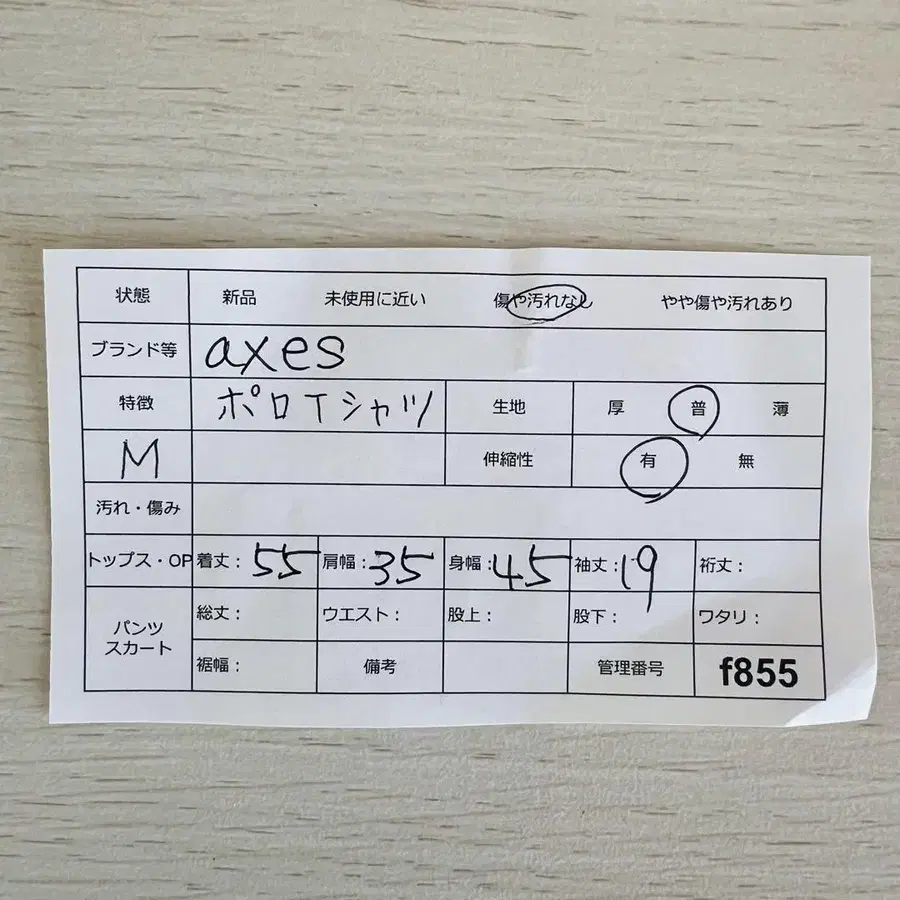 状態 新品 未使用に近い 傷や汚れなし やや傷や汚れあり
ブランド等 axes
特徴 ポロTシャツ 生地 厚 普 薄
M 伸縮性 有 無
汚れ・傷み
トップス・OP 着丈: 55 肩幅: 35 身幅: 45 袖丈: 19 裄丈:
パンツ スカート 総丈: ウエスト: 股上: 股下: ワタリ:
裾幅: 備考 管理番号 f855